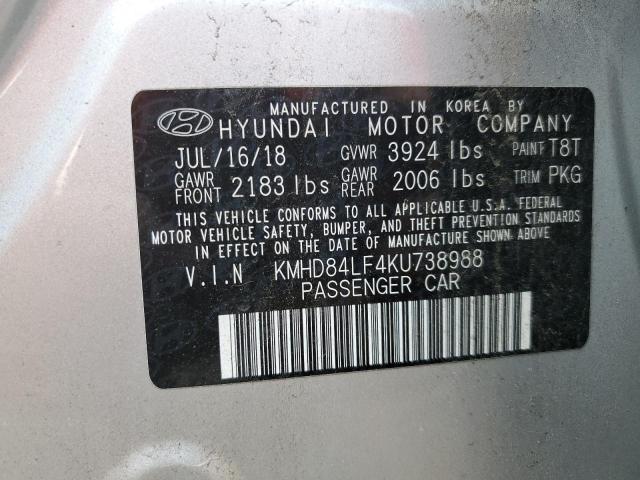 MANUFACTURED IN KOREA BY
HYUNDAI MOTOR COMPANY
JUL/16/18 GVWR 3924 lbs PAINT T8T
GAWR FRONT 2183 lbs GAWR REAR 2006 lbs TRIM PKG
THIS VEHICLE CONFORMS TO ALL APPLICABLE U.S.A. FEDERAL
MOTOR VEHICLE SAFETY, BUMPER, AND THEFT PREVENTION STANDARDS
IN EFFECT ON THE DATE OF MANUFACTURE SHOWN ABOVE.
V.I.N KMHD84LF4KU738988
PASSENGER CAR